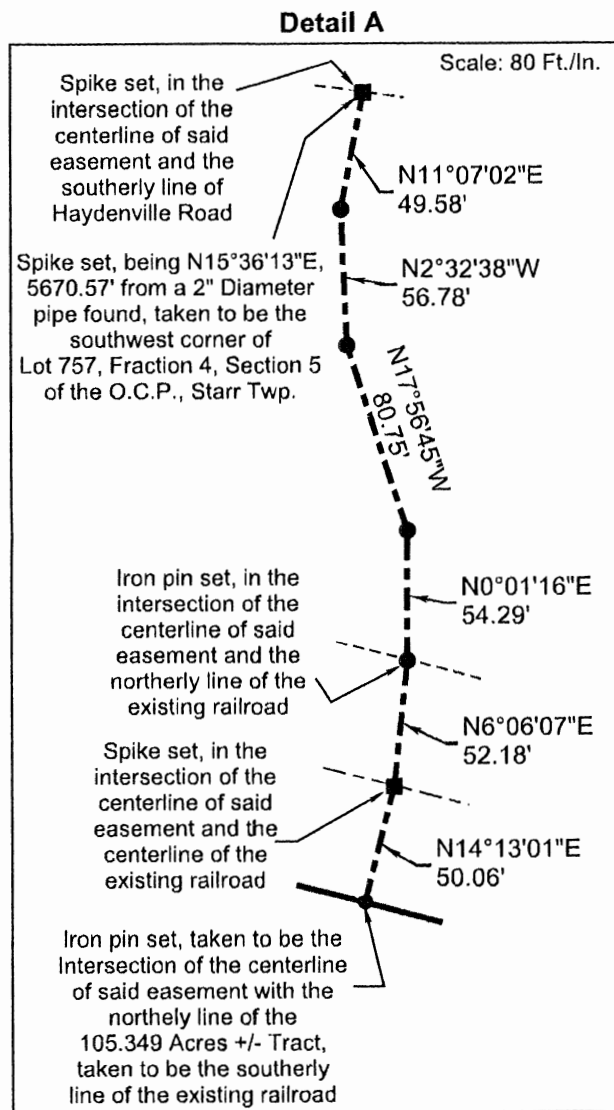 Detail A
Scale: 80 Ft./In.
Spike set, in the
intersection of the
centerline of said
easement and the
southerly line of
Haydenville Road
N11°07'02"E
49.58'
Spike set, being N15°36'13"E,
5670.57' from a 2" Diameter
pipe found, taken to be the
southwest corner of
Lot 757, Fraction 4, Section 5
of the O.C.P., Starr Twp.
N2°32'38"W
56.78'
N17°56'45"W
80.75'
Iron pin set, in the
intersection of the
centerline of said
easement and the
northerly line of the
existing railroad
N0°01'16"E
54.29'
N6°06'07"E
52.18'
Spike set, in the
intersection of the
centerline of said
easement and the
centerline of the
existing railroad
N14°13'01"E
50.06'
Iron pin set, taken to be the
Intersection of the centerline
of said easement with the
northely line of the
105.349 Acres +/- Tract,
taken to be the southerly
line of the existing railroad